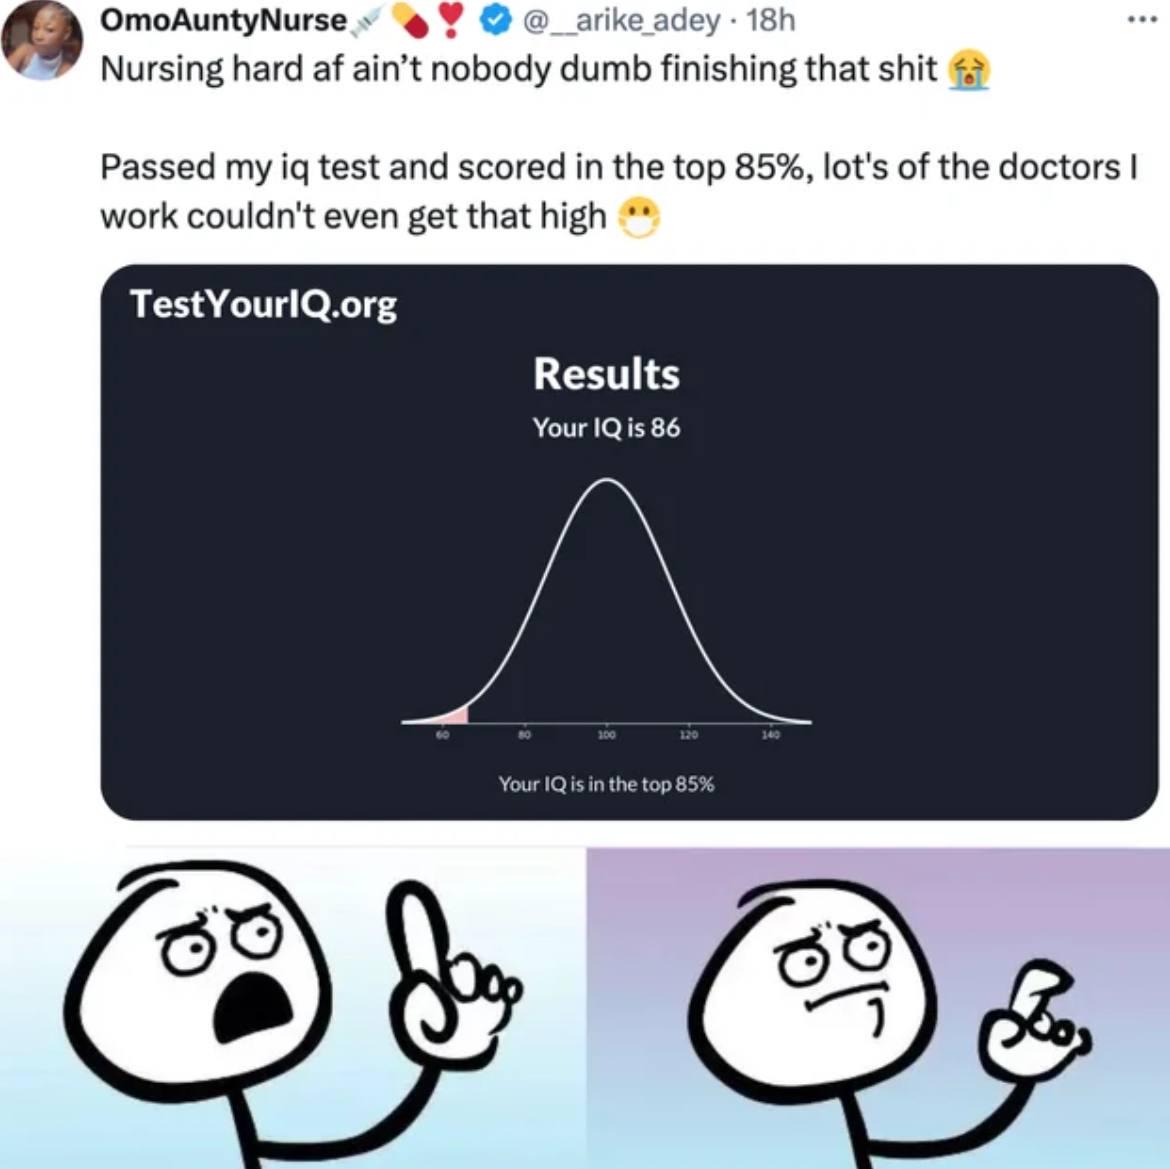 OmoAuntyNurse💉💊❣️ @__arike_adey · 18h
Nursing hard af ain’t nobody dumb finishing that shit 😭
Passed my iq test and scored in the top 85%, lot's of the doctors I
work couldn't even get that high 😷
TestYourIQ.org
Results
Your IQ is 86
60 80 100 120 140
Your IQ is in the top 85%